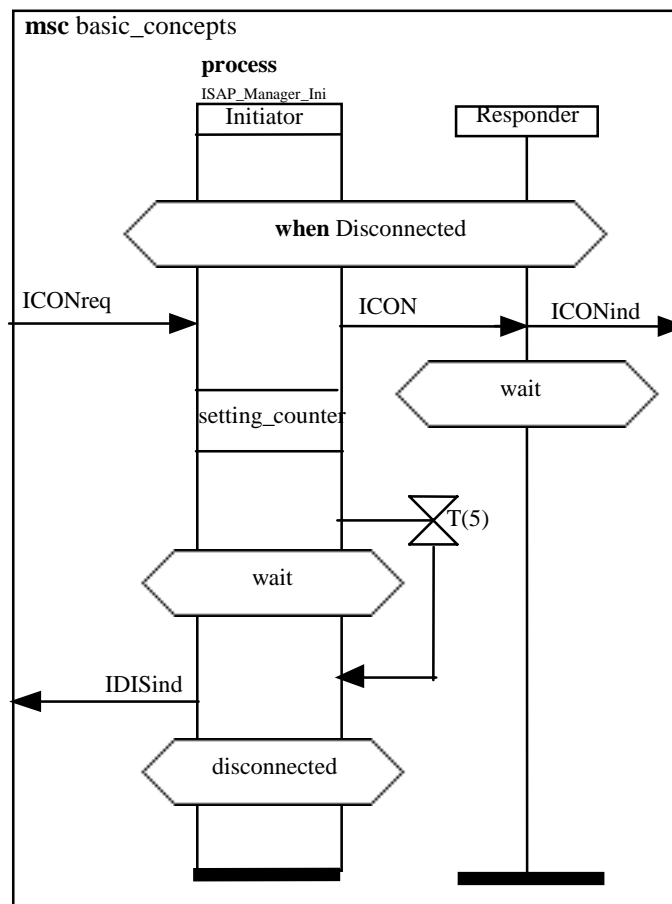 msc basic_concepts
process
ISAP_Manager_Ini
Initiator
Responder
when Disconnected
ICONreq
ICON
ICONind
wait
setting_counter
T(5)
wait
IDISind
disconnected